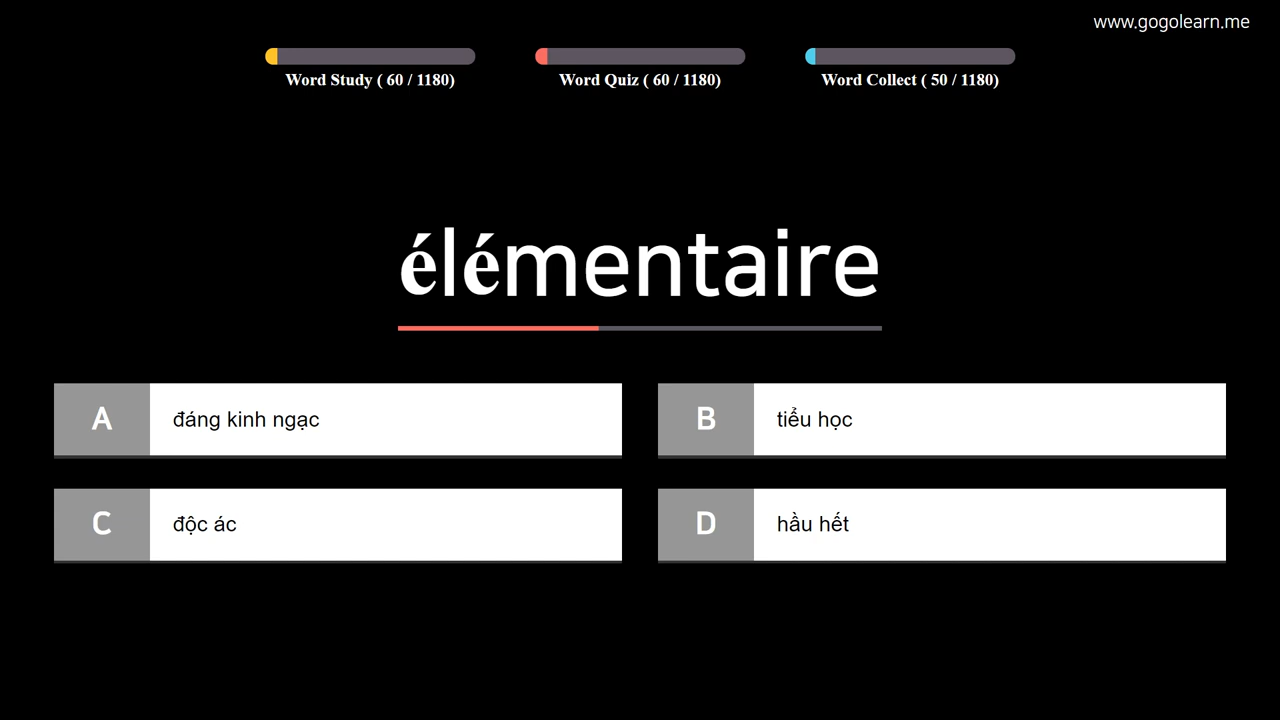 www.gogolearn.me
Word Study ( 60 / 1180)
Word Quiz ( 60 / 1180)
Word Collect ( 50 / 1180)
élémentaire
A
đáng kinh ngạc
B
tiểu học
C
độc ác
D
hầu hết